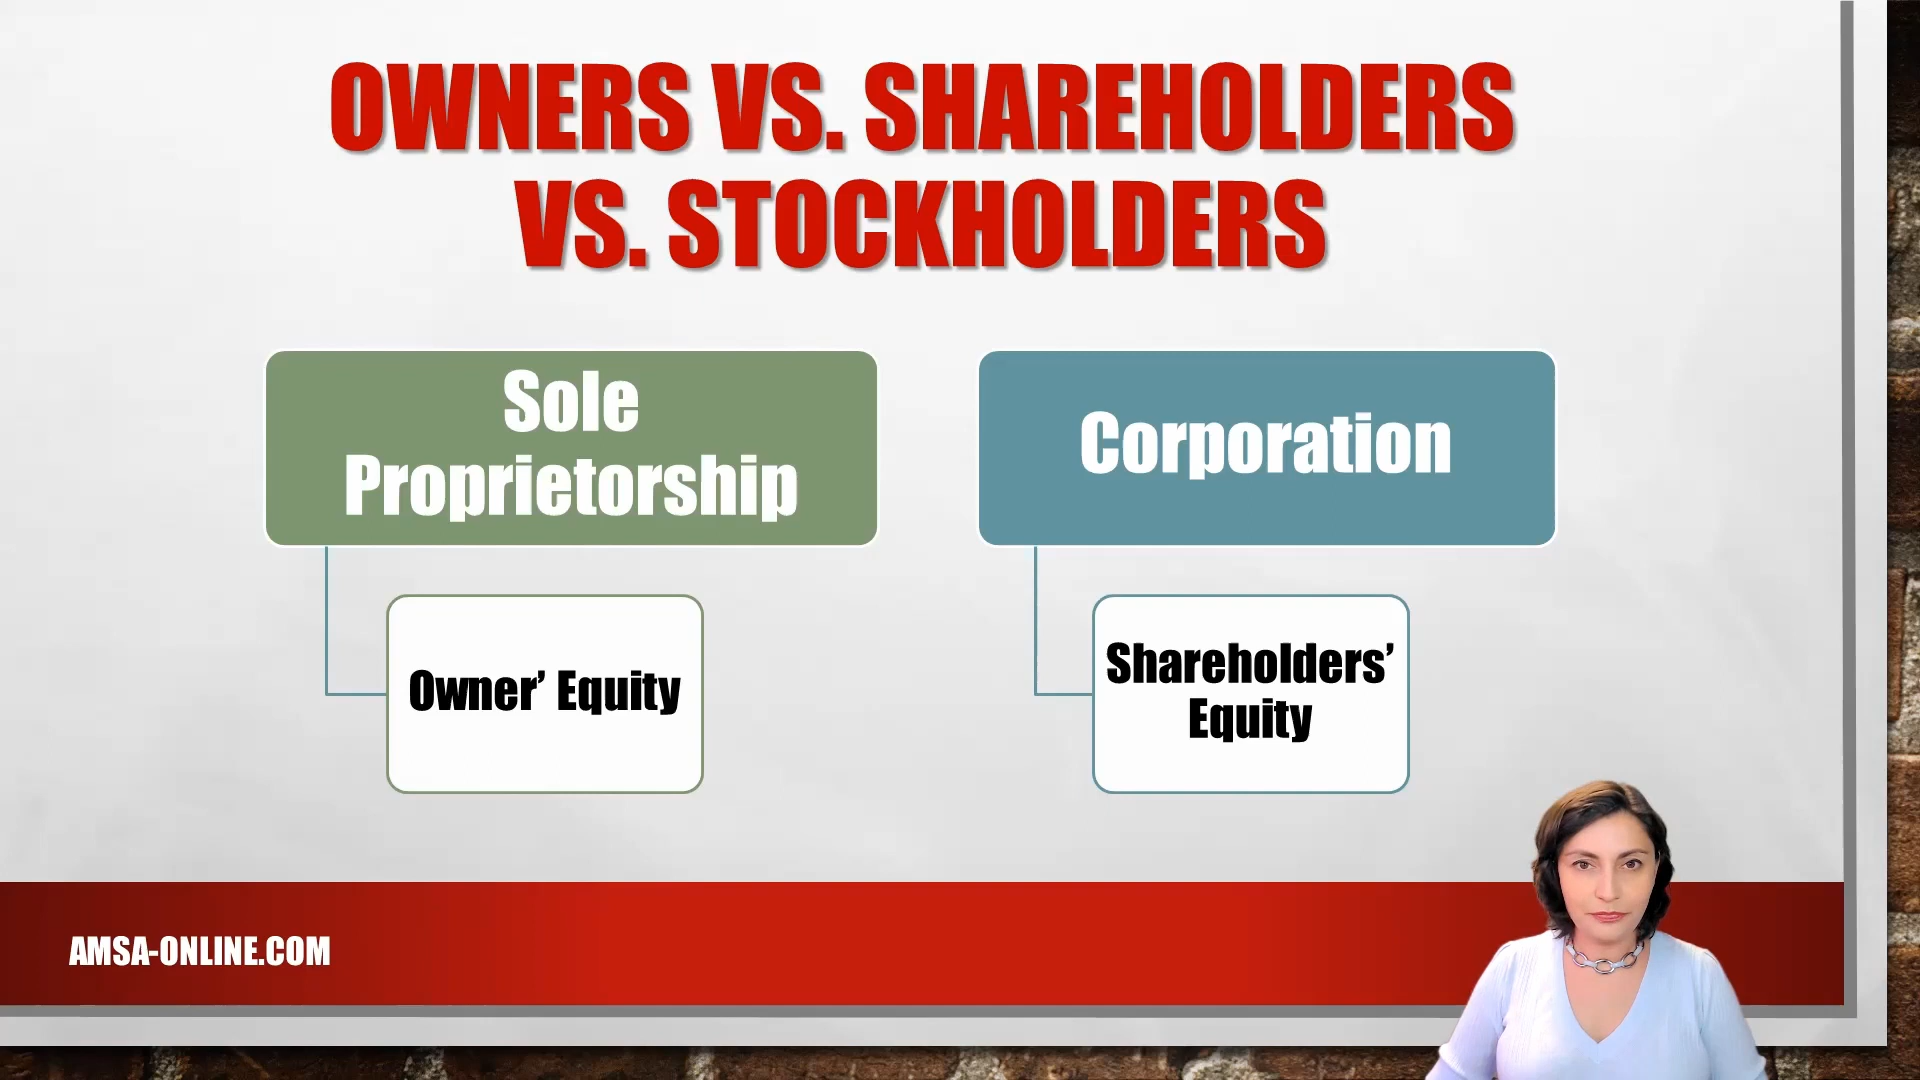 OWNERS VS. SHAREHOLDERS
VS. STOCKHOLDERS
Sole
Proprietorship
Corporation
Owner’ Equity
Shareholders’
Equity
AMSA-ONLINE.COM